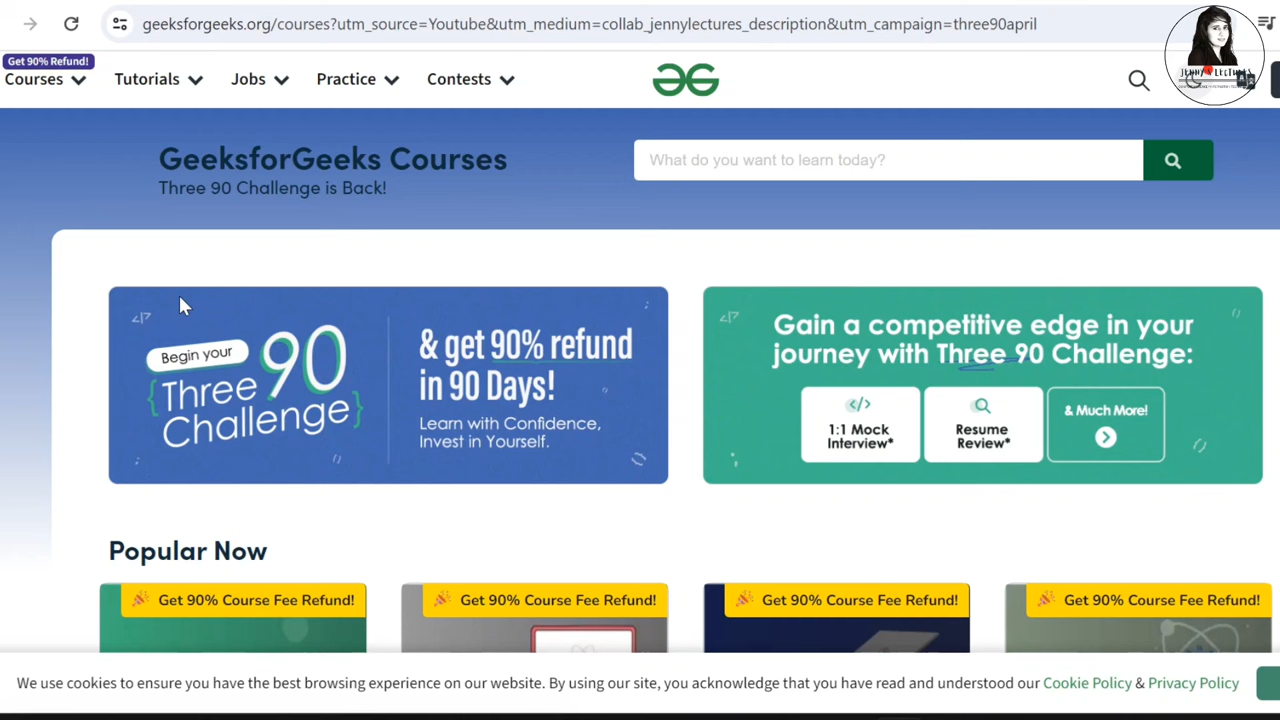 geeksforgeeks.org/courses?utm_source=Youtube&utm_medium=collab_jennylectures_description&utm_campaign=three90april
Get 90% Refund!
Courses
Tutorials
Jobs
Practice
Contests
JENNY'S LECTURES
GeeksforGeeks Courses
Three 90 Challenge is Back!
What do you want to learn today?
Begin your
Three 90
Challenge
& get 90% refund
in 90 Days!
Learn with Confidence,
Invest in Yourself.
Gain a competitive edge in your
journey with Three 90 Challenge:
1:1 Mock
Interview*
Resume
Review*
& Much More!
Popular Now
Get 90% Course Fee Refund!
Get 90% Course Fee Refund!
Get 90% Course Fee Refund!
Get 90% Course Fee Refund!
We use cookies to ensure you have the best browsing experience on our website. By using our site, you acknowledge that you have read and understood our Cookie Policy & Privacy Policy